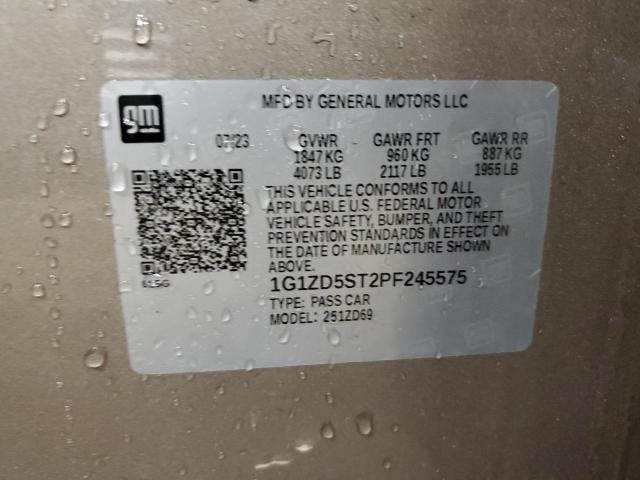 gm
MFD BY GENERAL MOTORS LLC
07/23 GVWR GAWR FRT GAWR RR
1847 KG 960 KG 887 KG
4073 LB 2117 LB 1955 LB
THIS VEHICLE CONFORMS TO ALL
APPLICABLE U.S. FEDERAL MOTOR
VEHICLE SAFETY, BUMPER, AND THEFT
PREVENTION STANDARDS IN EFFECT ON
THE DATE OF MANUFACTURE SHOWN
ABOVE.
1G1ZD5ST2PF245575
TYPE: PASS CAR
MODEL: 251ZD69